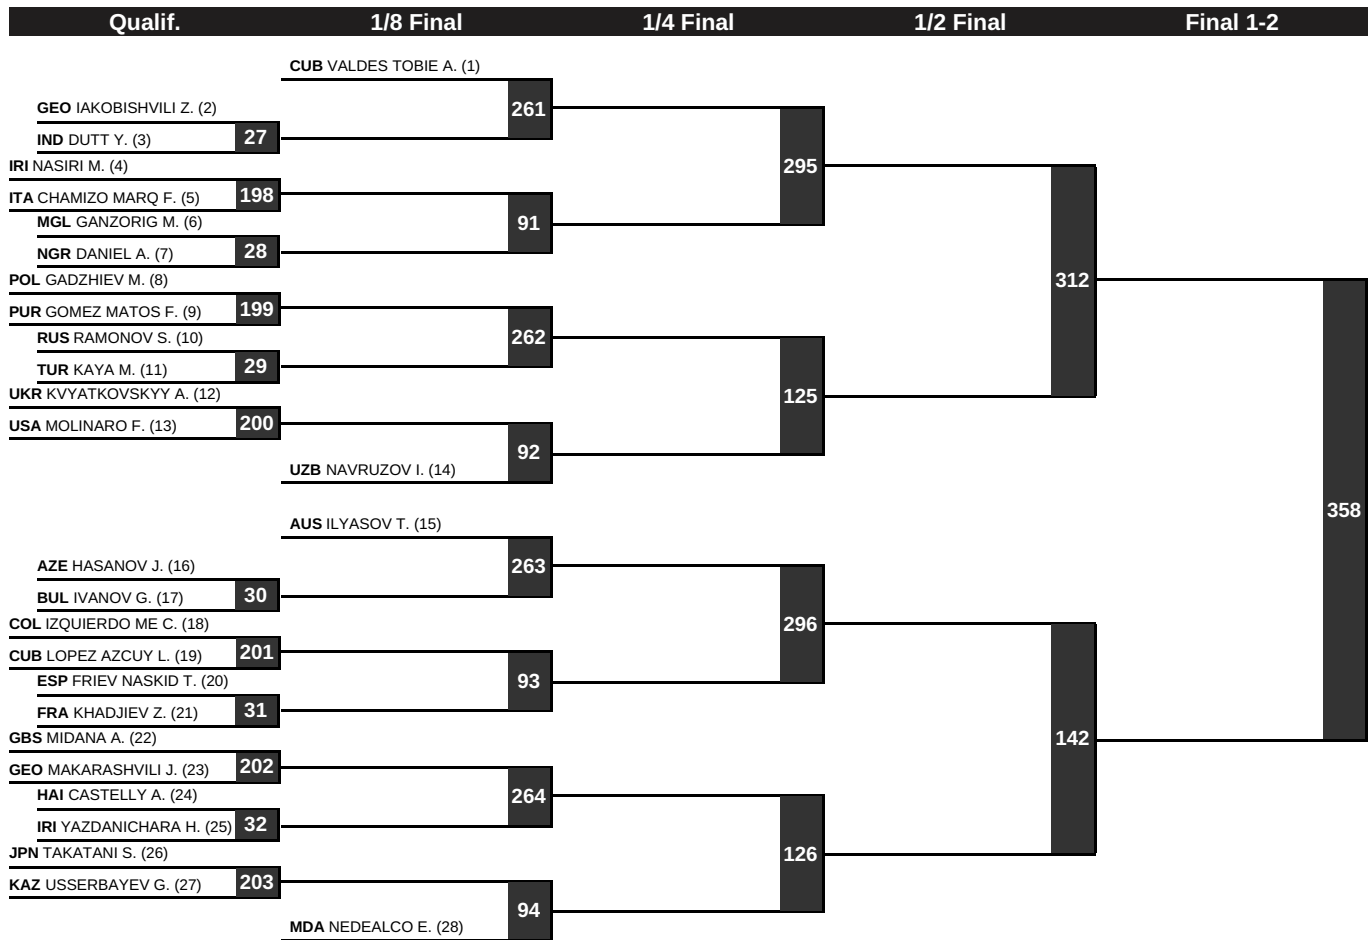 Qualif. 1/8 Final 1/4 Final 1/2 Final Final 1-2
CUB VALDES TOBIE A. (1)
261
GEO IAKOBISHVILI Z. (2)
IND DUTT Y. (3)
27
IRI NASIRI M. (4)
295
ITA CHAMIZO MARQ F. (5)
198
MGL GANZORIG M. (6)
91
NGR DANIEL A. (7)
28
POL GADZHIEV M. (8)
312
PUR GOMEZ MATOS F. (9)
199
RUS RAMONOV S. (10)
262
TUR KAYA M. (11)
29
UKR KVYATKOVSKYY A. (12)
125
USA MOLINARO F. (13)
200
92
UZB NAVRUZOV I. (14)
358
AUS ILYASOV T. (15)
263
AZE HASANOV J. (16)
BUL IVANOV G. (17)
30
COL IZQUIERDO ME C. (18)
296
CUB LOPEZ AZCUY L. (19)
201
ESP FRIEV NASKID T. (20)
93
FRA KHADJIEV Z. (21)
31
GBS MIDANA A. (22)
142
GEO MAKARASHVILI J. (23)
202
HAI CASTELLY A. (24)
264
IRI YAZDANICHARA H. (25)
32
JPN TAKATANI S. (26)
126
KAZ USSERBAYEV G. (27)
203
94
MDA NEDEALCO E. (28)